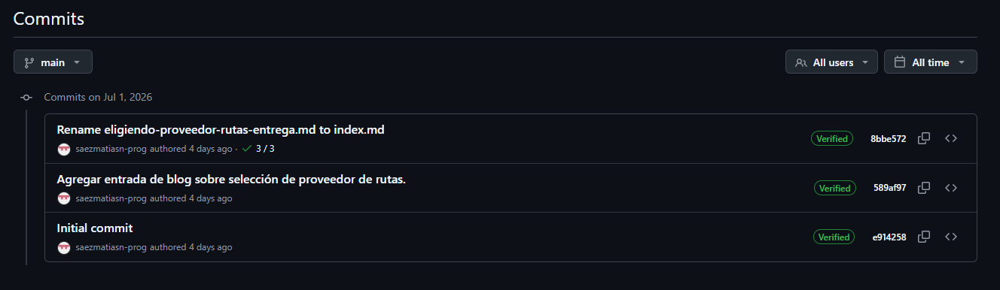 Commits
main
All users
All time
Commits on Jul 1, 2026
Rename eligiendo-proveedor-rutas-entrega.md to index.md
saezmatiasn-prog authored 4 days ago · 3 / 3
Verified
8bbe572
Agregar entrada de blog sobre selección de proveedor de rutas.
saezmatiasn-prog authored 4 days ago
Verified
589af97
Initial commit
saezmatiasn-prog authored 4 days ago
Verified
e914258